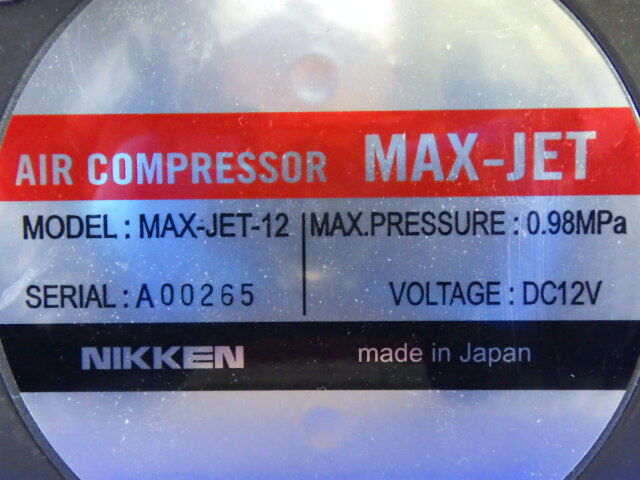 AIR COMPRESSOR MAX-JET
MODEL : MAX-JET-12 MAX.PRESSURE : 0.98MPa
SERIAL : A00265 VOLTAGE : DC12V
NIKKEN made in Japan